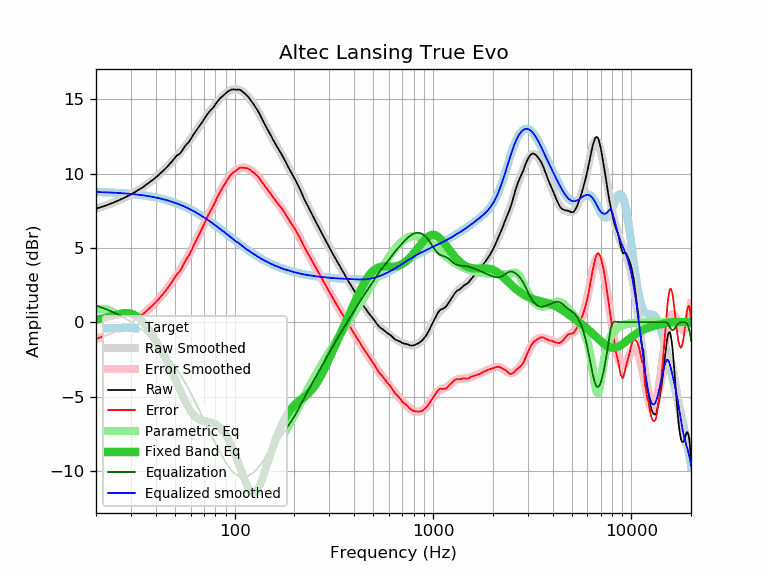 Altec Lansing True Evo
15
10
5
0
−5
−10
Amplitude (dBr)
Target
Raw Smoothed
Error Smoothed
Raw
Error
Parametric Eq
Fixed Band Eq
Equalization
Equalized smoothed
100
1000
10000
Frequency (Hz)